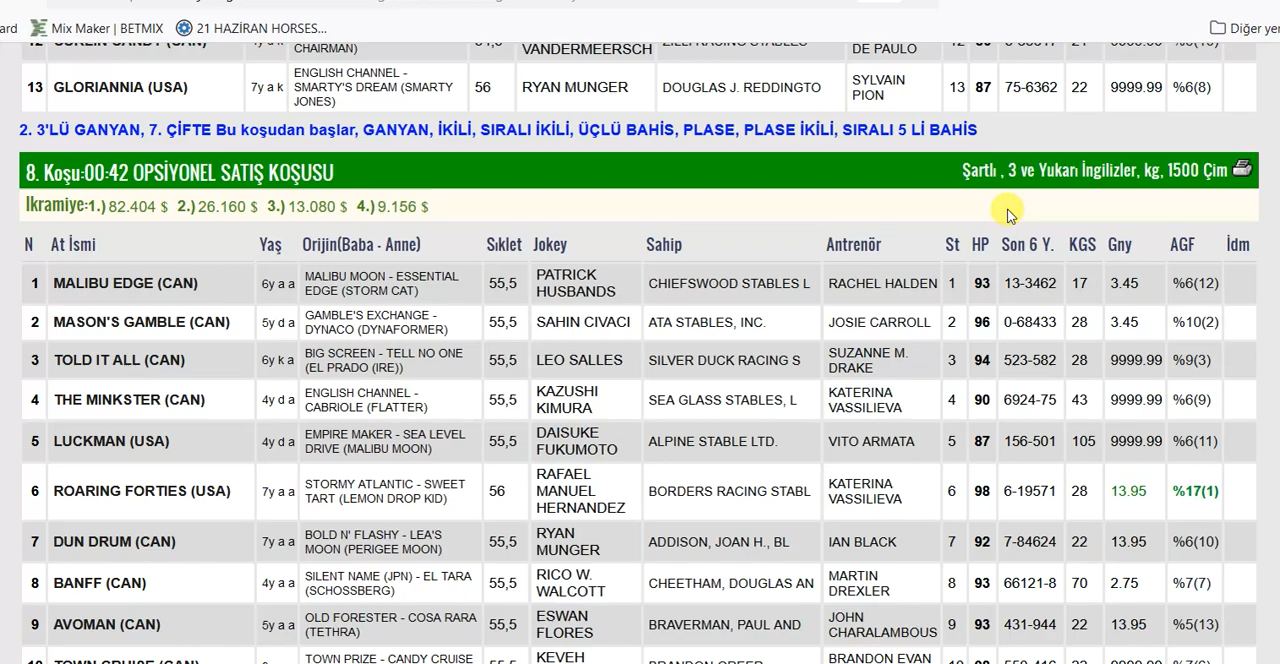 ard Mix Maker | BETMIX 21 HAZİRAN HORSES... Diğer yer
CHAIRMAN) VANDERMEERSCH DE PAULO
13 GLORIANNIA (USA) 7y a k ENGLISH CHANNEL - SMARTY'S DREAM (SMARTY JONES) 56 RYAN MUNGER DOUGLAS J. REDDINGTO SYLVAIN PION 13 87 75-6362 22 9999.99 %6(8)
2. 3'LÜ GANYAN, 7. ÇİFTE Bu koşudan başlar, GANYAN, İKİLİ, SIRALI İKİLİ, ÜÇLÜ BAHİS, PLASE, PLASE İKİLİ, SIRALI 5 Lİ BAHİS
8. Koşu:00:42 OPSİYONEL SATIŞ KOŞUSU Şartlı , 3 ve Yukarı İngilizler, kg, 1500 Çim
Ikramiye:1.) 82.404 $ 2.) 26.160 $ 3.) 13.080 $ 4.) 9.156 $
N At İsmi Yaş Orijin(Baba - Anne) Sıklet Jokey Sahip Antrenör St HP Son 6 Y. KGS Gny AGF İdm
1 MALIBU EDGE (CAN) 6y a a MALIBU MOON - ESSENTIAL EDGE (STORM CAT) 55,5 PATRICK HUSBANDS CHIEFSWOOD STABLES L RACHEL HALDEN 1 93 13-3462 17 3.45 %6(12)
2 MASON'S GAMBLE (CAN) 5y d a GAMBLE'S EXCHANGE - DYNACO (DYNAFORMER) 55,5 SAHIN CIVACI ATA STABLES, INC. JOSIE CARROLL 2 96 0-68433 28 3.45 %10(2)
3 TOLD IT ALL (CAN) 6y k a BIG SCREEN - TELL NO ONE (EL PRADO (IRE)) 55,5 LEO SALLES SILVER DUCK RACING S SUZANNE M. DRAKE 3 94 523-582 28 9999.99 %9(3)
4 THE MINKSTER (CAN) 4y d a ENGLISH CHANNEL - CABRIOLE (FLATTER) 55,5 KAZUSHI KIMURA SEA GLASS STABLES, L KATERINA VASSILIEVA 4 90 6924-75 43 9999.99 %6(9)
5 LUCKMAN (USA) 4y d a EMPIRE MAKER - SEA LEVEL DRIVE (MALIBU MOON) 55,5 DAISUKE FUKUMOTO ALPINE STABLE LTD. VITO ARMATA 5 87 156-501 105 9999.99 %6(11)
6 ROARING FORTIES (USA) 7y a a STORMY ATLANTIC - SWEET TART (LEMON DROP KID) 56 RAFAEL MANUEL HERNANDEZ BORDERS RACING STABL KATERINA VASSILIEVA 6 98 6-19571 28 13.95 %17(1)
7 DUN DRUM (CAN) 7y a a BOLD N' FLASHY - LEA'S MOON (PERIGEE MOON) 55,5 RYAN MUNGER ADDISON, JOAN H., BL IAN BLACK 7 92 7-84624 22 13.95 %6(10)
8 BANFF (CAN) 4y a a SILENT NAME (JPN) - EL TARA (SCHOSSBERG) 55,5 RICO W. WALCOTT CHEETHAM, DOUGLAS AN MARTIN DREXLER 8 93 66121-8 70 2.75 %7(7)
9 AVOMAN (CAN) 5y a a OLD FORESTER - COSA RARA (TETHRA) 55,5 ESWAN FLORES BRAVERMAN, PAUL AND JOHN CHARALAMBOUS 9 93 431-944 22 13.95 %5(13)
TOWN PRIZE - CANDY CRUISE KEVEH BRANDON EVAN